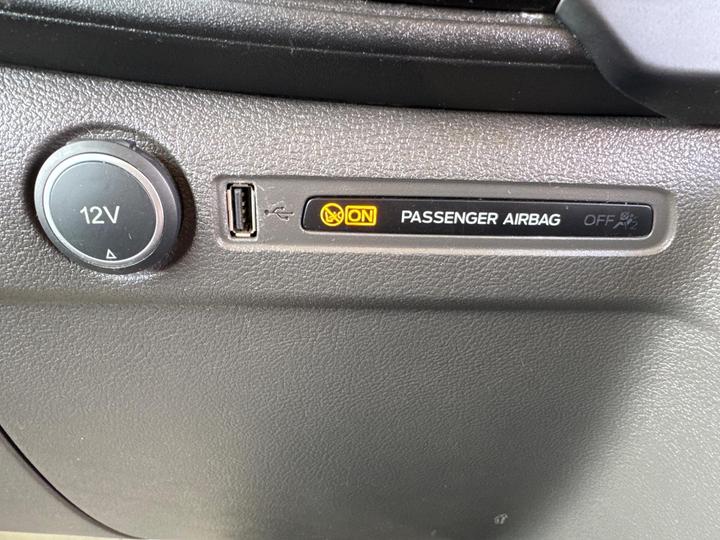 12V
ON PASSENGER AIRBAG OFF